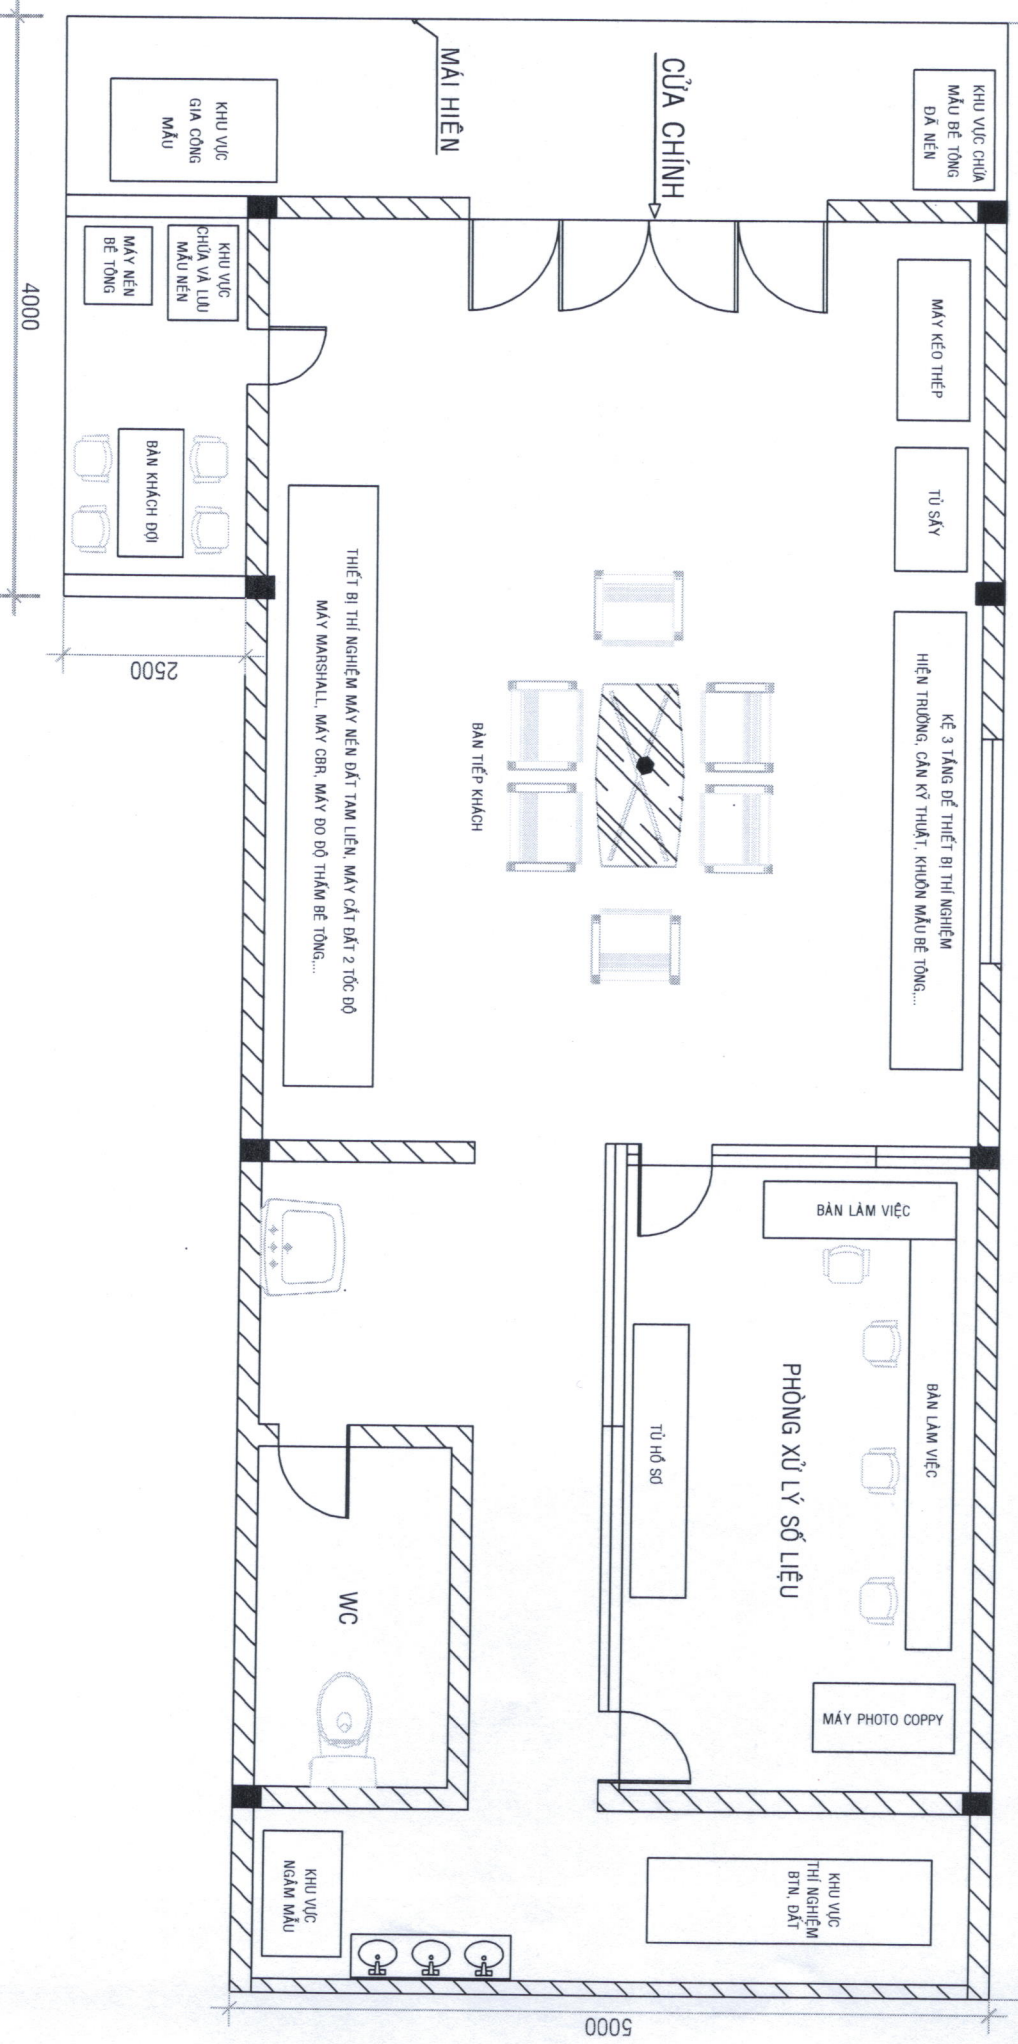 KHU VỰC CHỨA
MẪU BÊ TÔNG
ĐÃ NÉN
CỬA CHÍNH
MÁI HIÊN
KHU VỰC
GIA CÔNG
MẪU
KHU VỰC
CHỨA VÀ LƯU
MẪU NÉN
MÁY NÉN
BÊ TÔNG
4000
BÀN KHÁCH ĐỢI
2500
MÁY KÉO THÉP
TỦ SẤY
KỆ 3 TẦNG ĐỂ THIẾT BỊ THÍ NGHIỆM
HIỆN TRƯỜNG, CÂN KỸ THUẬT, KHUÔN MẪU BÊ TÔNG,...
BÀN TIẾP KHÁCH
THIẾT BỊ THÍ NGHIỆM MÁY NÉN ĐẤT TAM LIÊN, MÁY CẮT ĐẤT 2 TỐC ĐỘ
MÁY MARSHALL, MÁY CBR, MÁY ĐO ĐỘ THẤM BÊ TÔNG,...
BÀN LÀM VIỆC
BÀN LÀM VIỆC
PHÒNG XỬ LÝ SỐ LIỆU
TỦ HỒ SƠ
MÁY PHOTO COPPY
WC
KHU VỰC
THÍ NGHIỆM
BTN, ĐẤT
KHU VỰC
NGÂM MẪU
5000